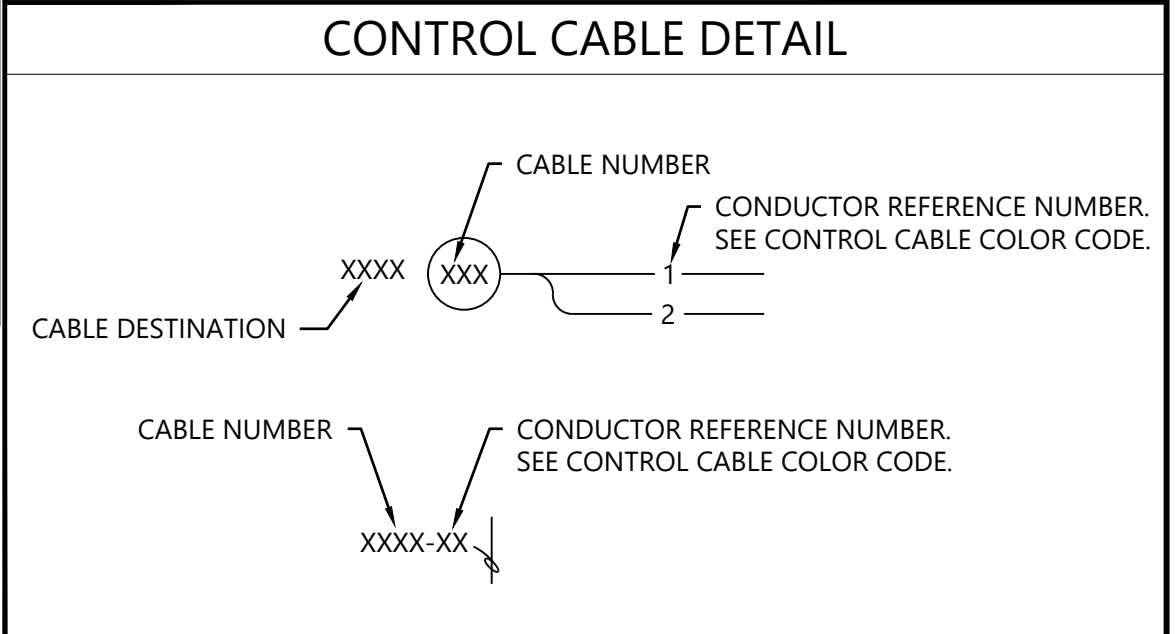 CONTROL CABLE DETAIL
CABLE NUMBER
CONDUCTOR REFERENCE NUMBER.
SEE CONTROL CABLE COLOR CODE.
XXXX XXX 1
2
CABLE DESTINATION
CABLE NUMBER
CONDUCTOR REFERENCE NUMBER.
SEE CONTROL CABLE COLOR CODE.
XXXX-XX